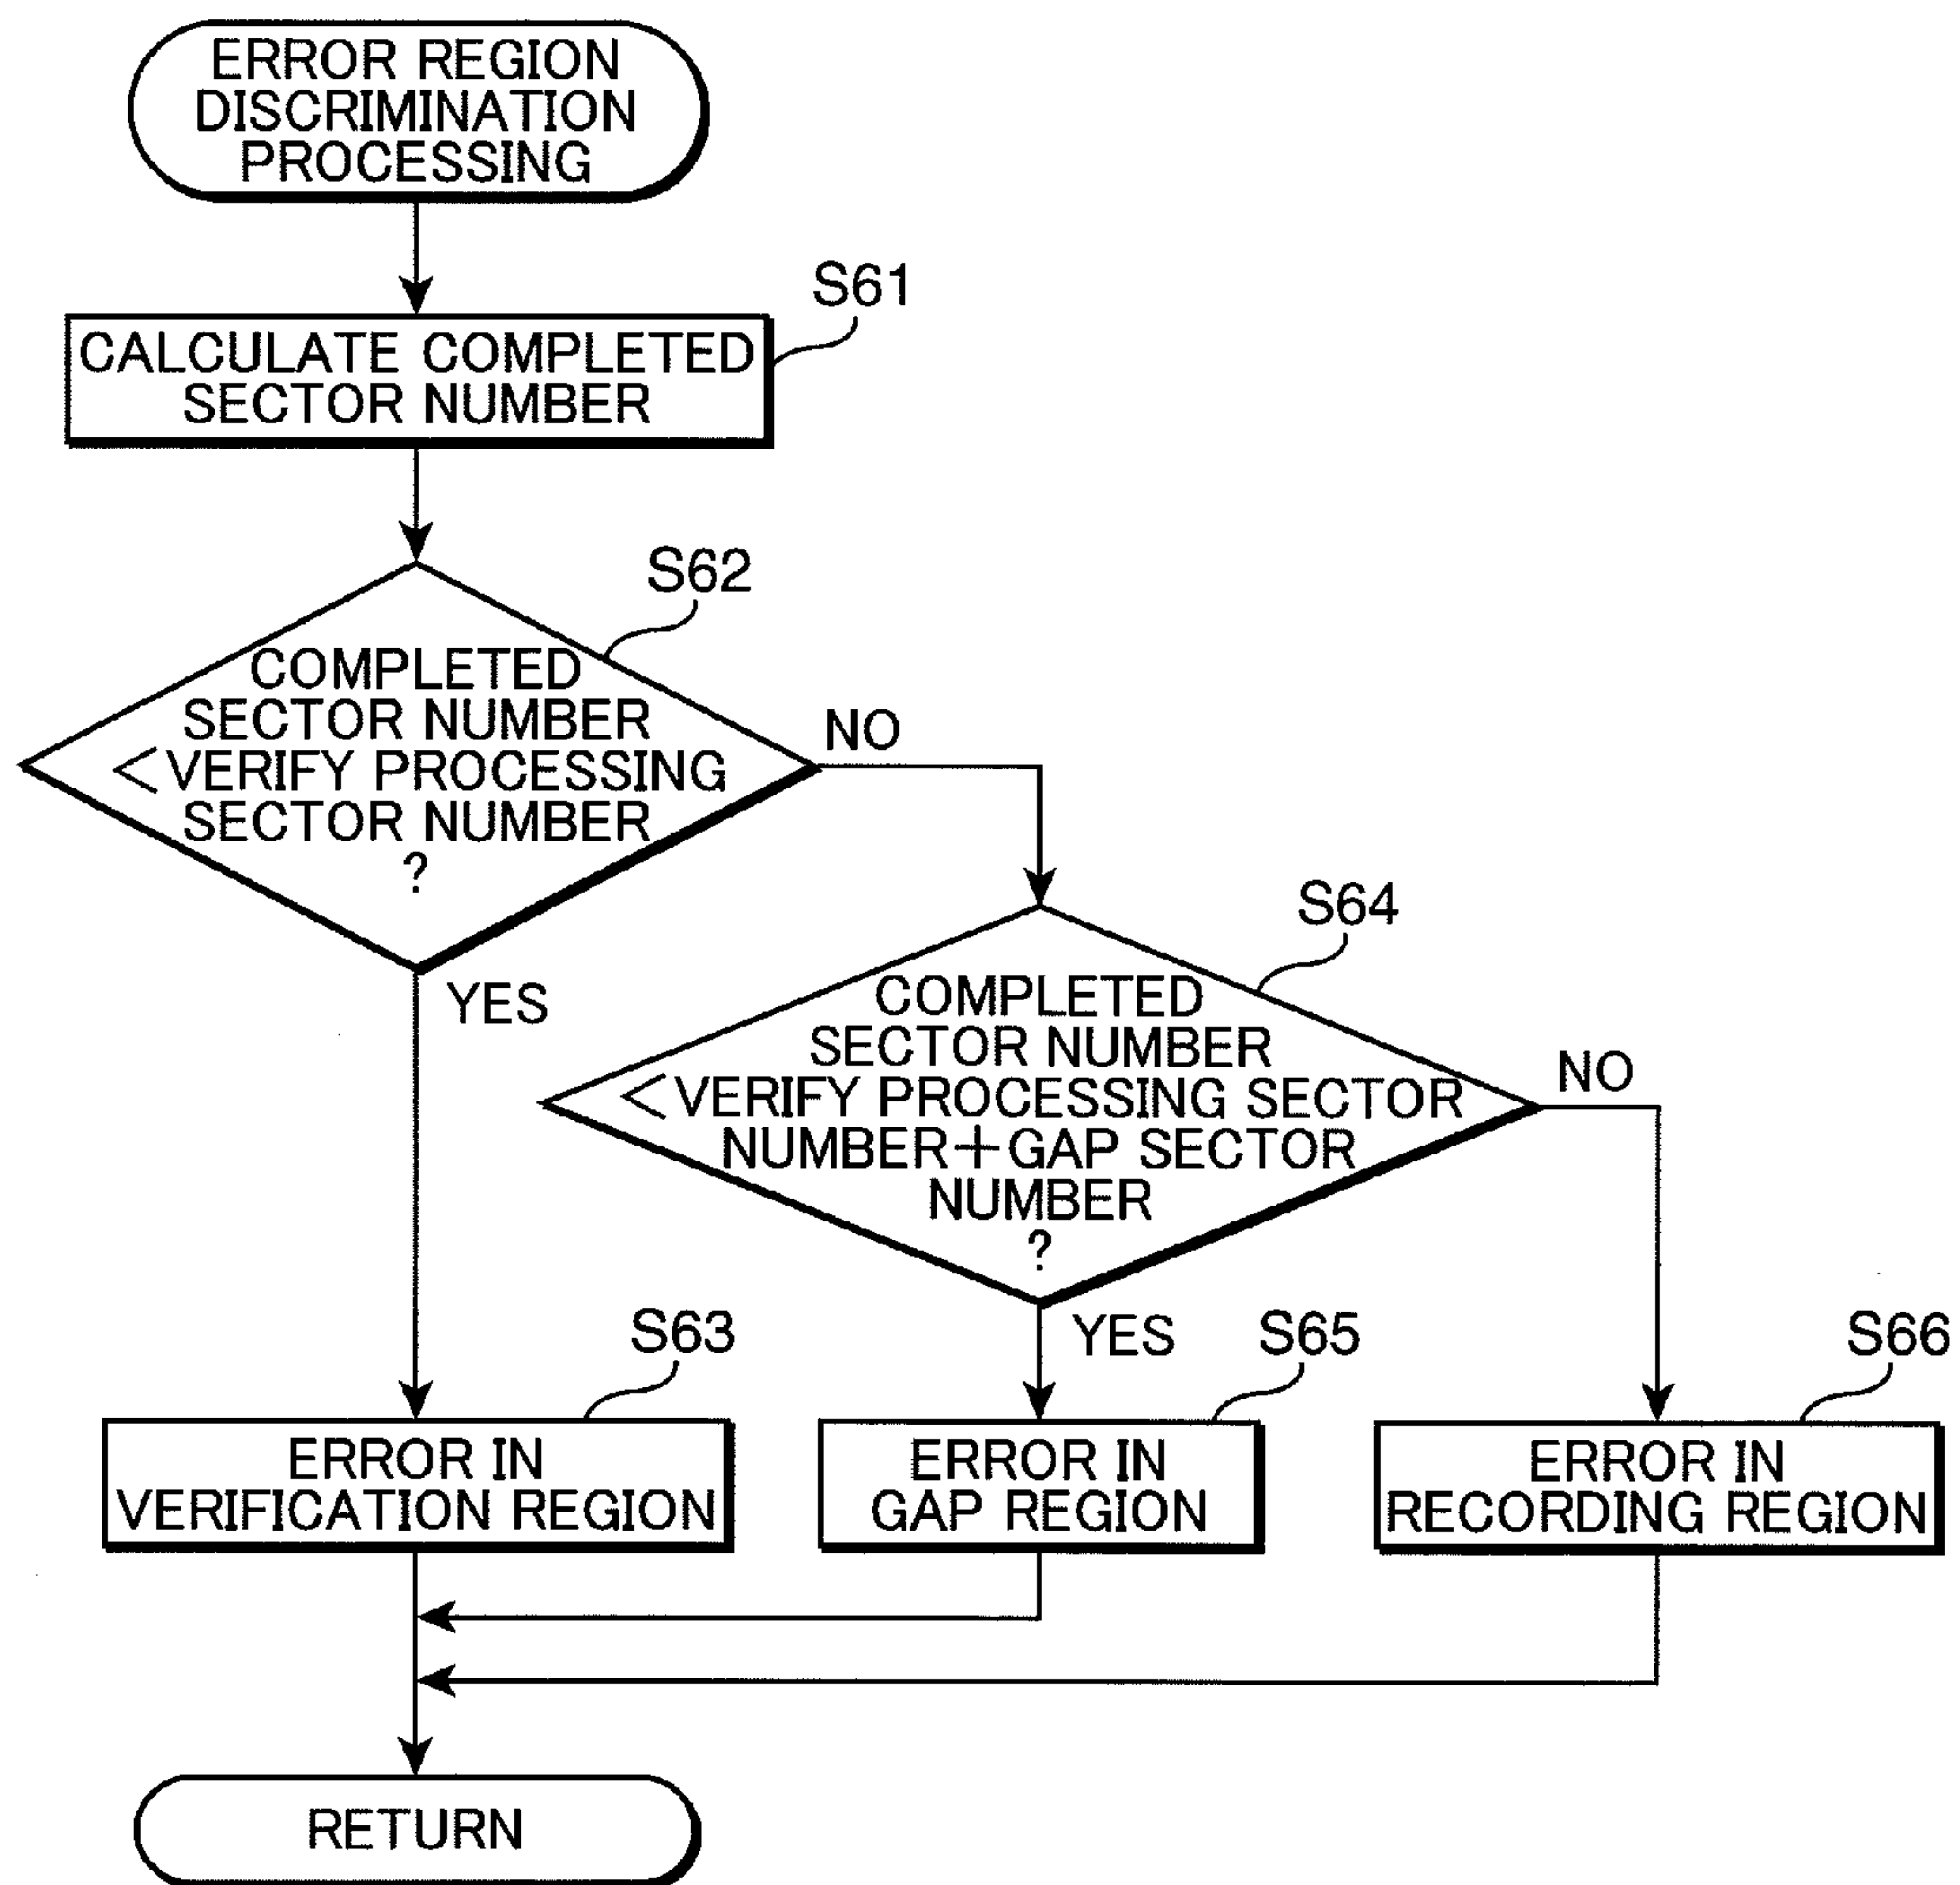 ERROR REGION
DISCRIMINATION
PROCESSING
S61
CALCULATE COMPLETED
SECTOR NUMBER
S62
COMPLETED
SECTOR NUMBER
<VERIFY PROCESSING
SECTOR NUMBER
?
NO
YES
S64
COMPLETED
SECTOR NUMBER
<VERIFY PROCESSING SECTOR
NUMBER+GAP SECTOR
NUMBER
?
NO
YES
S63
ERROR IN
VERIFICATION REGION
S65
ERROR IN
GAP REGION
S66
ERROR IN
RECORDING REGION
RETURN